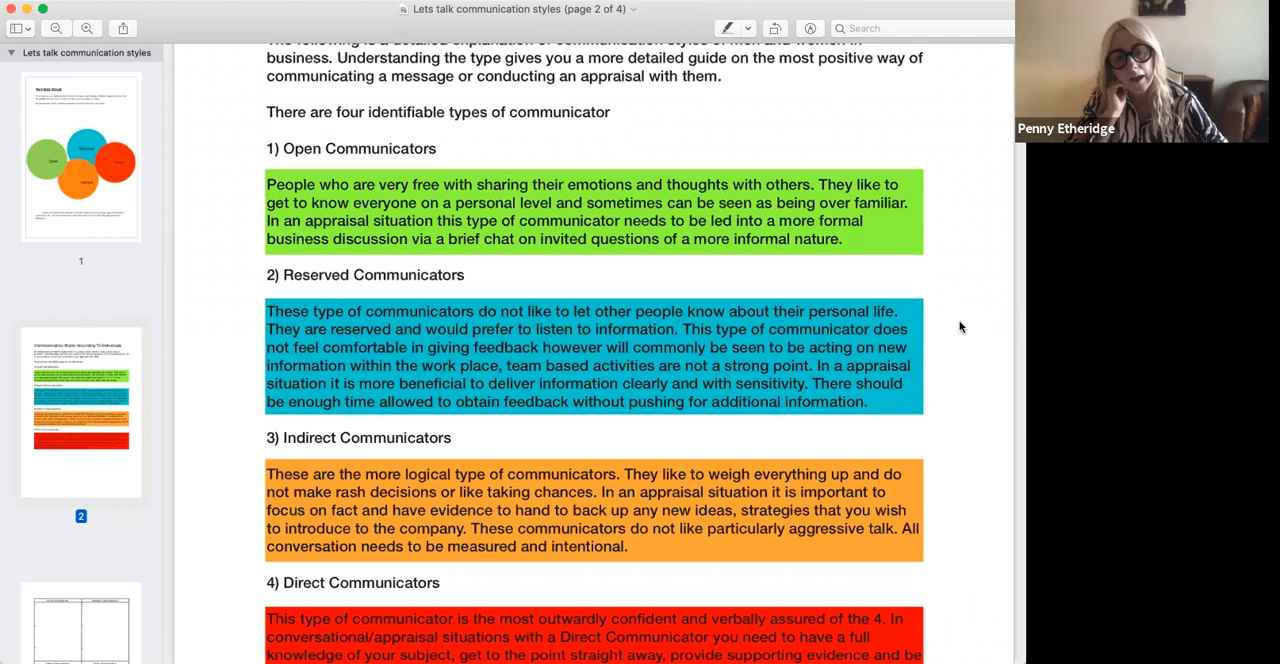 Lets talk communication styles (page 2 of 4)
Search
Lets talk communication styles
THE BIG FOUR
Open
Reserved
Indirect
1
Communication Styles According To Individuals
2
business. Understanding the type gives you a more detailed guide on the most positive way of
communicating a message or conducting an appraisal with them.
There are four identifiable types of communicator
1) Open Communicators
People who are very free with sharing their emotions and thoughts with others. They like to
get to know everyone on a personal level and sometimes can be seen as being over familiar.
In an appraisal situation this type of communicator needs to be led into a more formal
business discussion via a brief chat on invited questions of a more informal nature.
2) Reserved Communicators
These type of communicators do not like to let other people know about their personal life.
They are reserved and would prefer to listen to information. This type of communicator does
not feel comfortable in giving feedback however will commonly be seen to be acting on new
information within the work place, team based activities are not a strong point. In a appraisal
situation it is more beneficial to deliver information clearly and with sensitivity. There should
be enough time allowed to obtain feedback without pushing for additional information.
3) Indirect Communicators
These are the more logical type of communicators. They like to weigh everything up and do
not make rash decisions or like taking chances. In an appraisal situation it is important to
focus on fact and have evidence to hand to back up any new ideas, strategies that you wish
to introduce to the company. These communicators do not like particularly aggressive talk. All
conversation needs to be measured and intentional.
4) Direct Communicators
This type of communicator is the most outwardly confident and verbally assured of the 4. In
conversational/appraisal situations with a Direct Communicator you need to have a full
knowledge of your subject, get to the point straight away, provide supporting evidence and be
Penny Etheridge